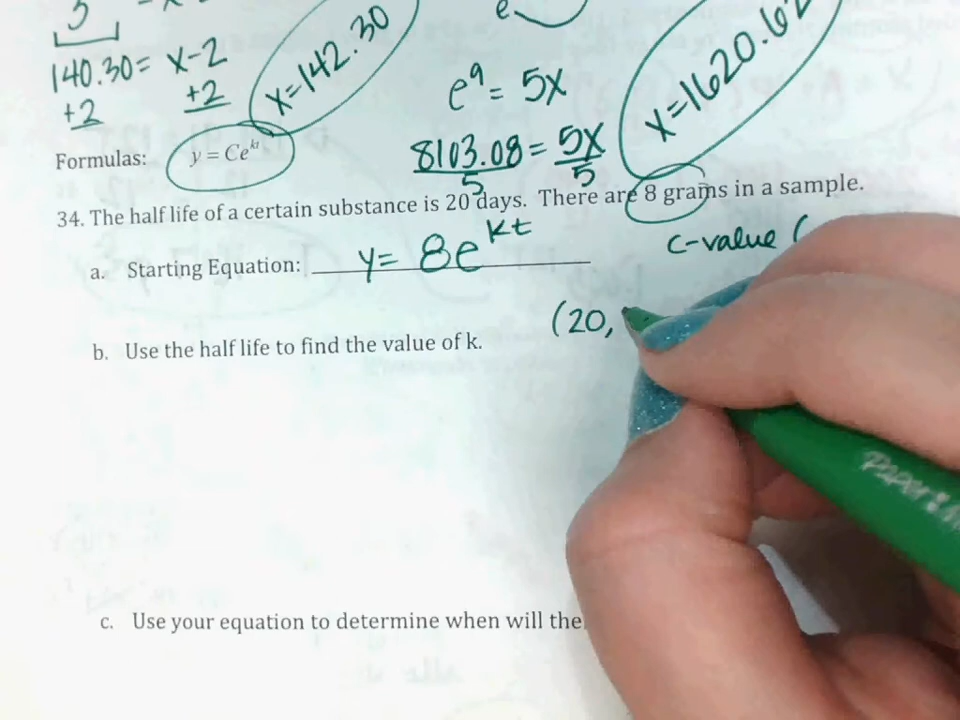 140.30 = x-2
+2 +2
x=142.30
e
e⁹ = 5x
8103.08 = 5x
5 5
x=1620.62
Formulas: y = Ce^kt
34. The half life of a certain substance is 20 days. There are 8 grams in a sample.
a. Starting Equation: y= 8e^kt
c-value (
b. Use the half life to find the value of k.
(20,
c. Use your equation to determine when will the